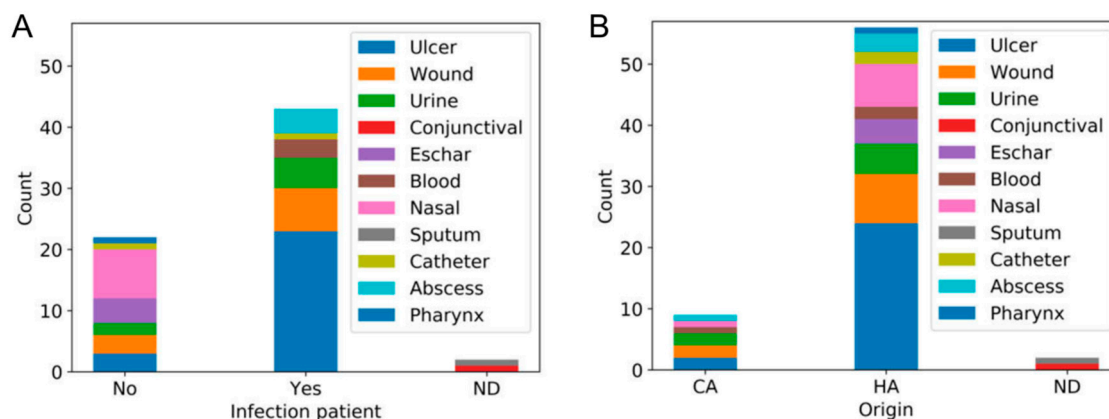 A
50
40
30
20
10
0
Count
No
Yes
ND
Infection patient
Ulcer
Wound
Urine
Conjunctival
Eschar
Blood
Nasal
Sputum
Catheter
Abscess
Pharynx
B
50
40
30
20
10
0
Count
CA
HA
ND
Origin
Ulcer
Wound
Urine
Conjunctival
Eschar
Blood
Nasal
Sputum
Catheter
Abscess
Pharynx